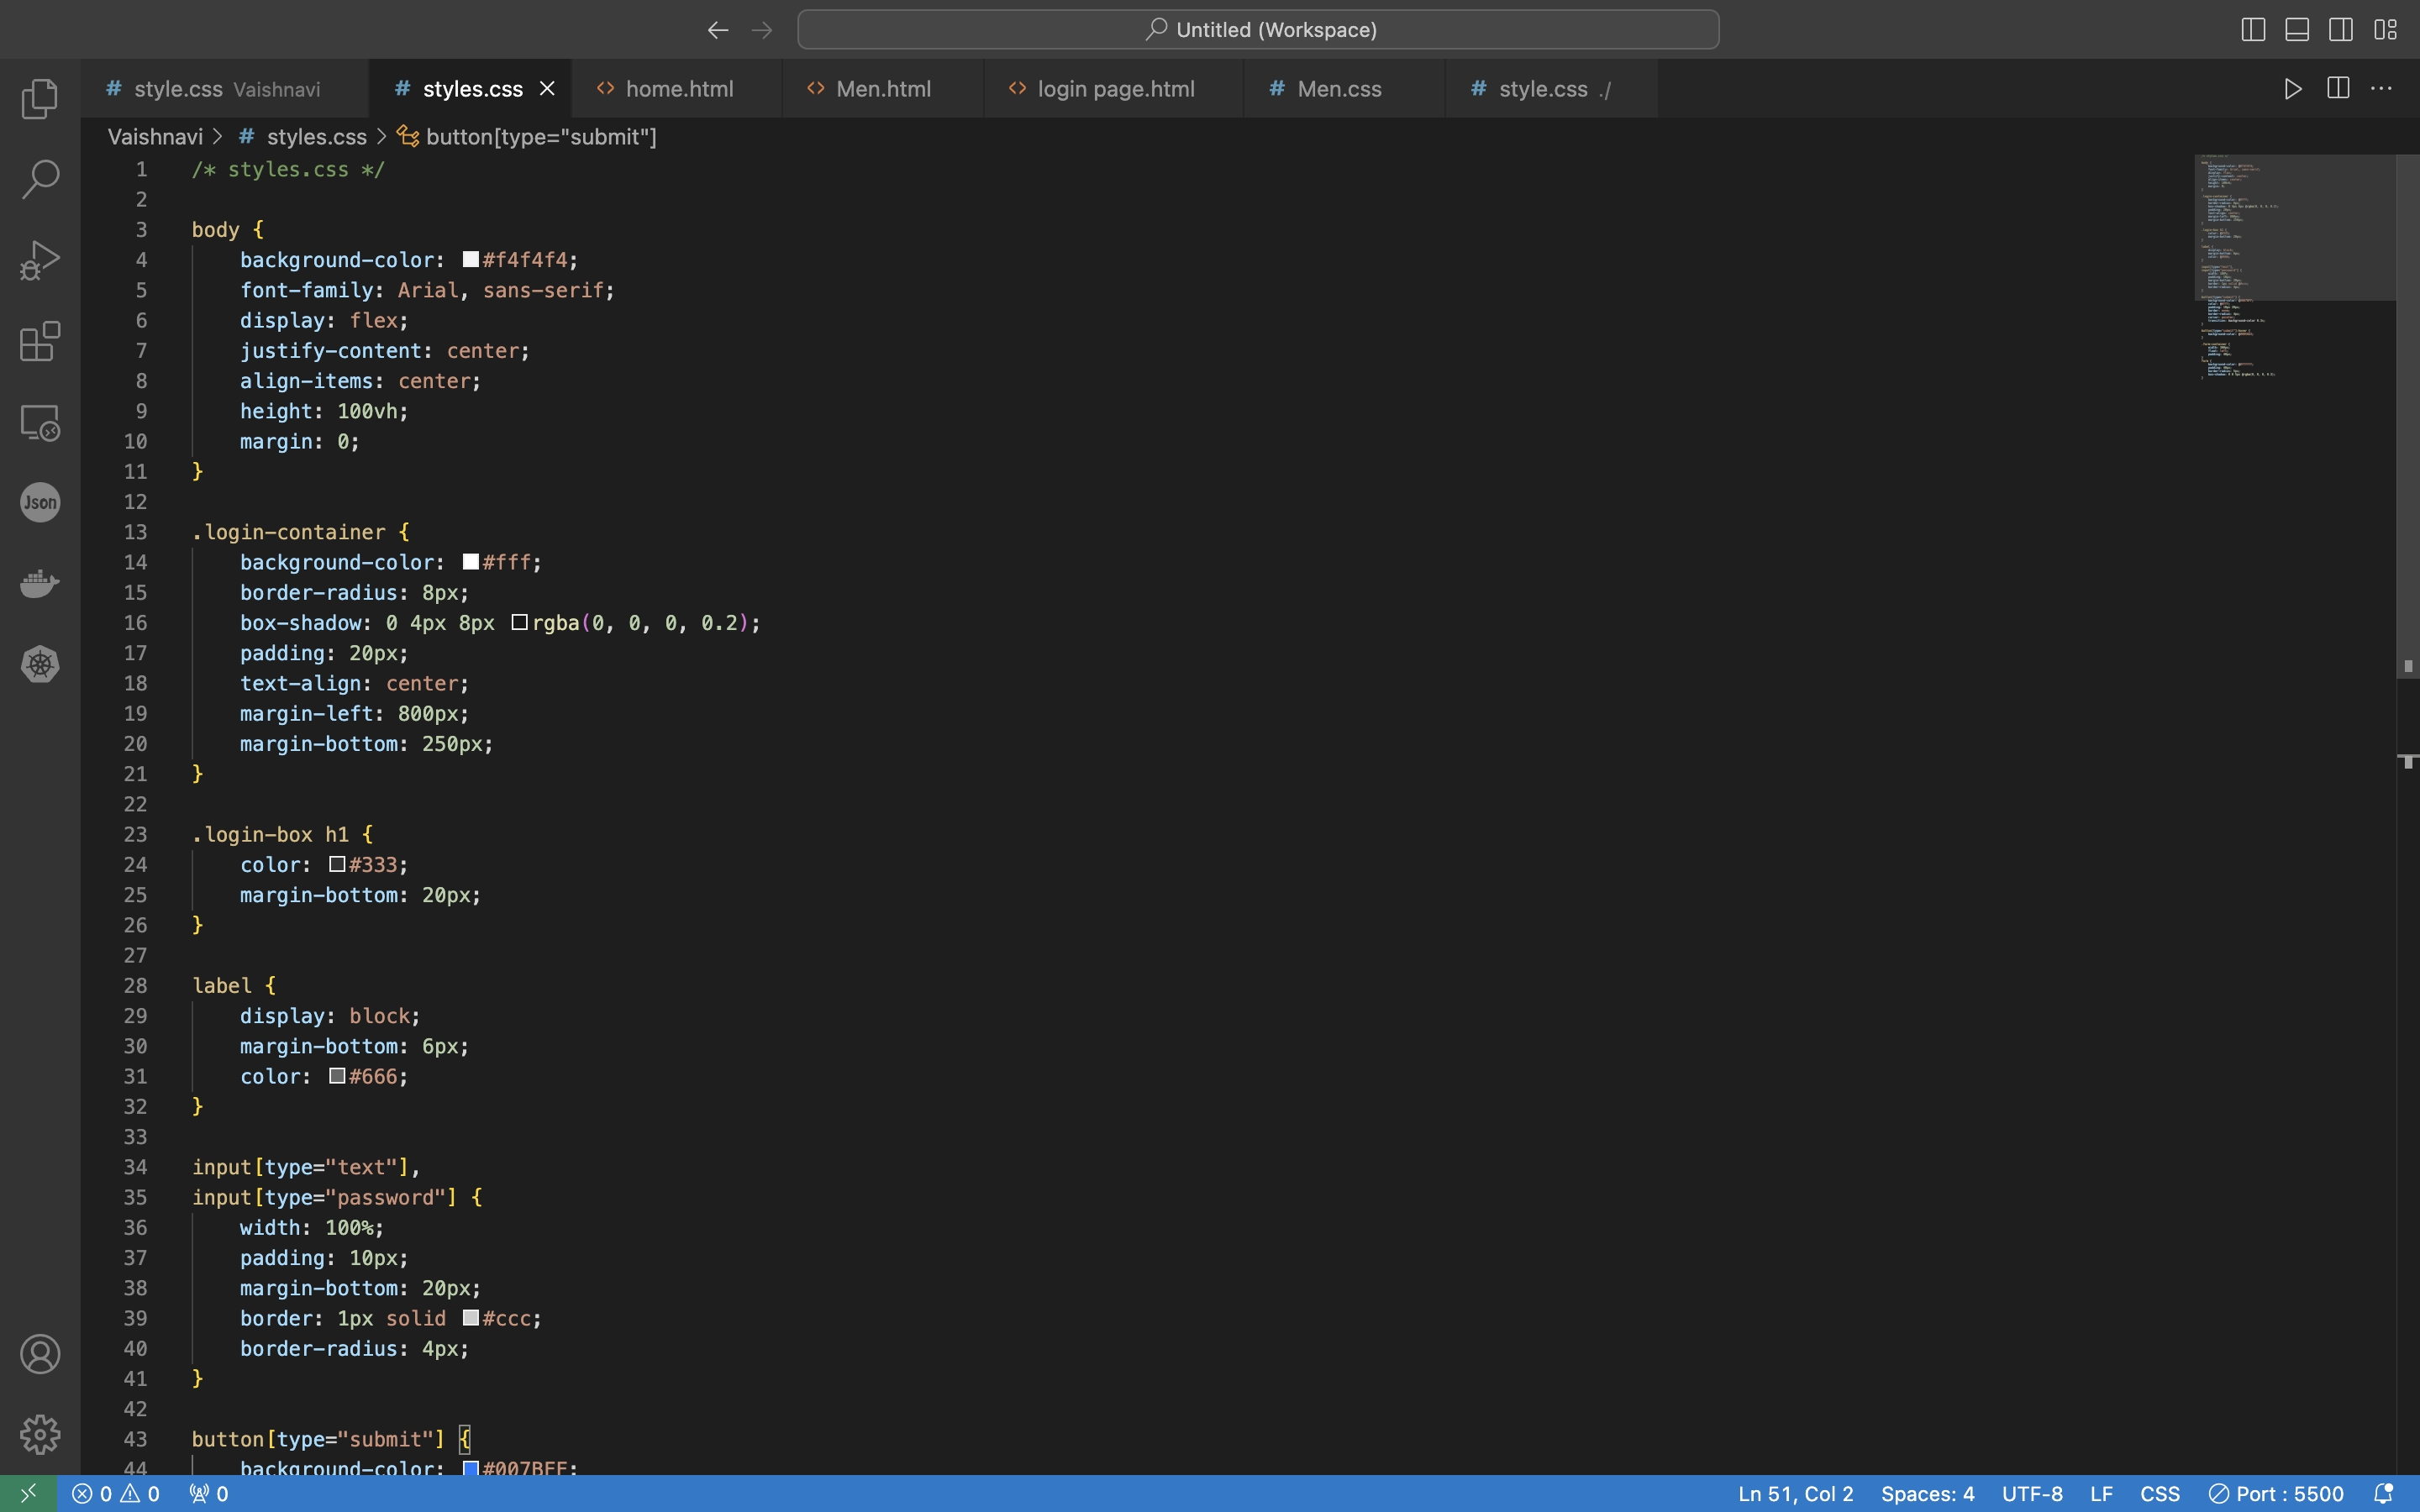 Untitled (Workspace)
# style.css Vaishnavi
# styles.css
<> home.html
<> Men.html
<> login page.html
# Men.css
# style.css ./
Vaishnavi > # styles.css > button[type="submit"]
1 /* styles.css */
2
3 body {
4     background-color: #f4f4f4;
5     font-family: Arial, sans-serif;
6     display: flex;
7     justify-content: center;
8     align-items: center;
9     height: 100vh;
10     margin: 0;
11 }
12
13 .login-container {
14     background-color: #fff;
15     border-radius: 8px;
16     box-shadow: 0 4px 8px rgba(0, 0, 0, 0.2);
17     padding: 20px;
18     text-align: center;
19     margin-left: 800px;
20     margin-bottom: 250px;
21 }
22
23 .login-box h1 {
24     color: #333;
25     margin-bottom: 20px;
26 }
27
28 label {
29     display: block;
30     margin-bottom: 6px;
31     color: #666;
32 }
33
34 input[type="text"],
35 input[type="password"] {
36     width: 100%;
37     padding: 10px;
38     margin-bottom: 20px;
39     border: 1px solid #ccc;
40     border-radius: 4px;
41 }
42
43 button[type="submit"] {
44     background-color: #007BFF;
Json
0 0 0
Ln 51, Col 2
Spaces: 4
UTF-8
LF
CSS
Port : 5500